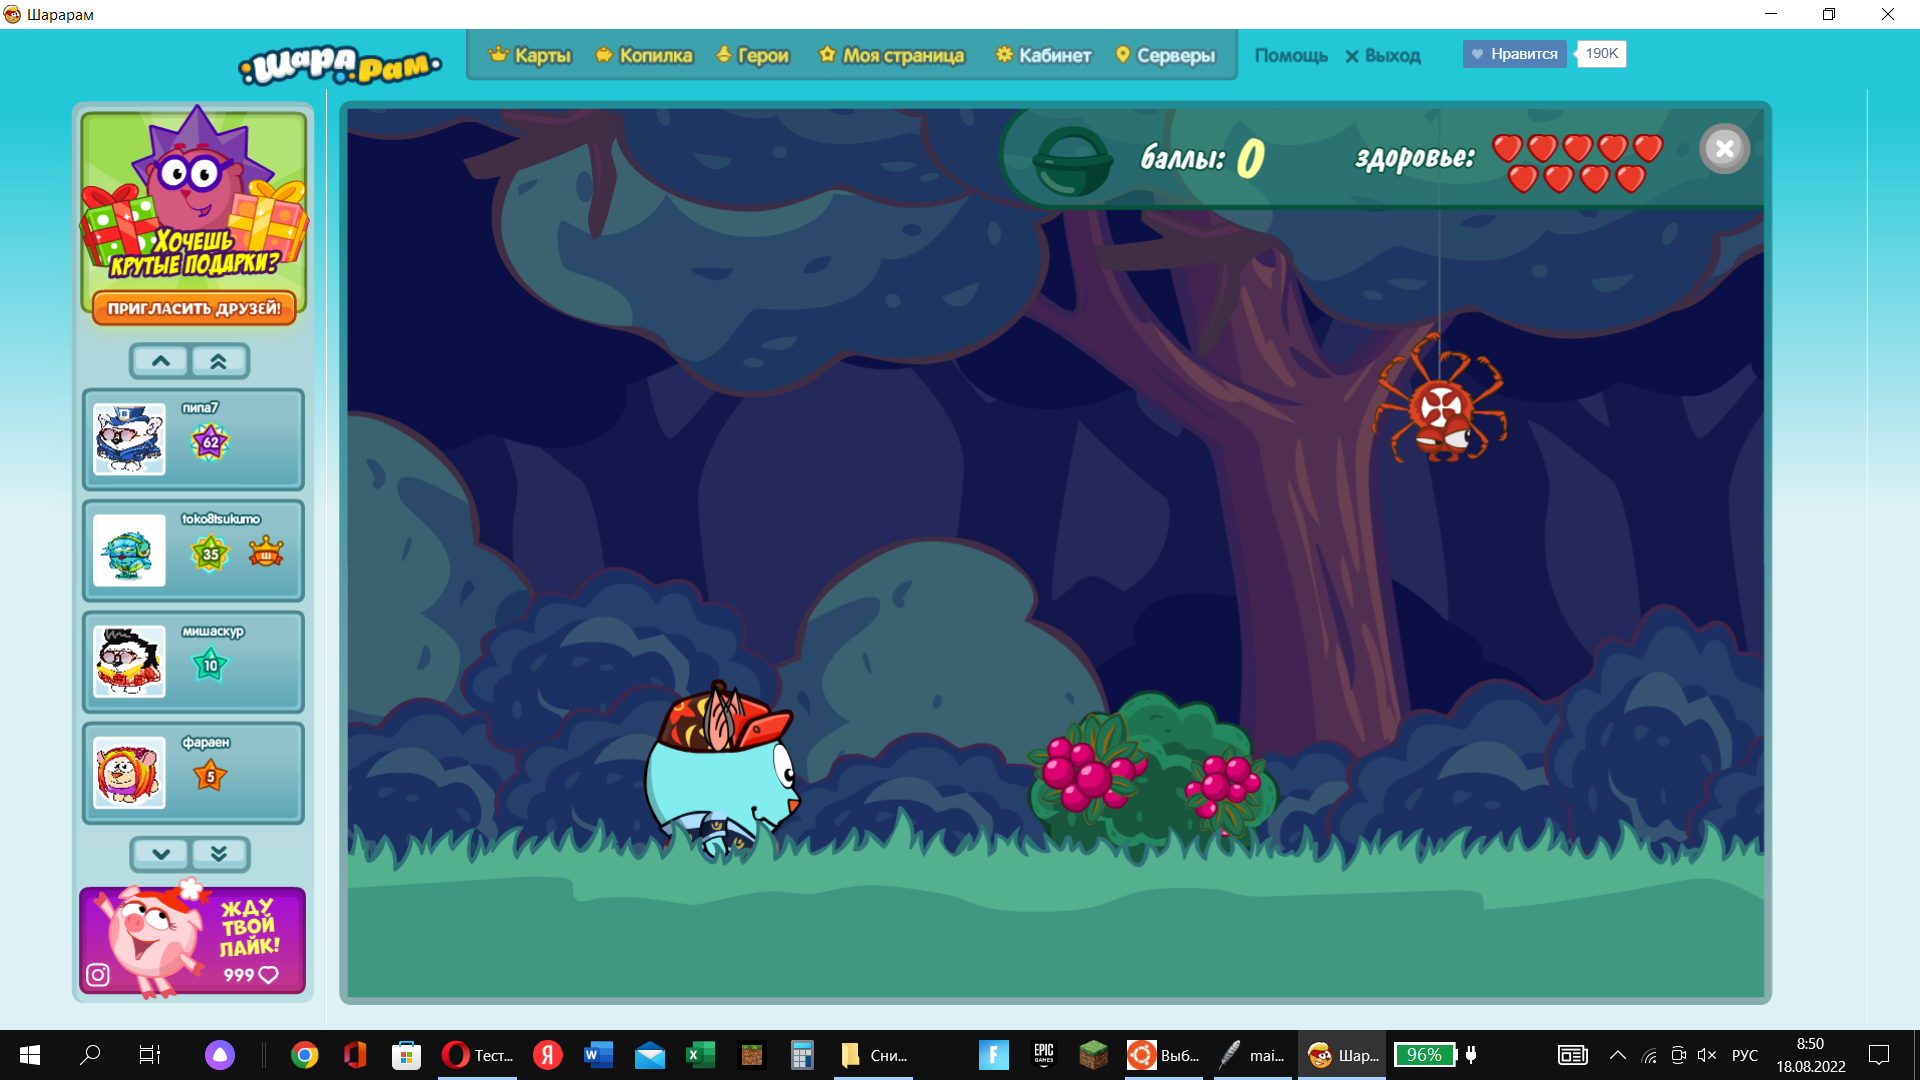 Шарарам
ШАРАРАМ
Карты
Копилка
Герои
Моя страница
Кабинет
Серверы
Помощь
Выход
Нравится
190K
баллы: 0
здоровье:
ХОЧЕШЬ
КРУТЫЕ ПОДАРКИ?
ПРИГЛАСИТЬ ДРУЗЕЙ!
пипа7
62
toko8tsukumo
35
ш
мишаскур
10
фараен
5
ЖДУ
ТВОЙ
ЛАЙК!
999
Тест...
Сни...
EPIC
GAMES
Выб...
mai...
Шар...
96%
РУС
8:50
18.08.2022